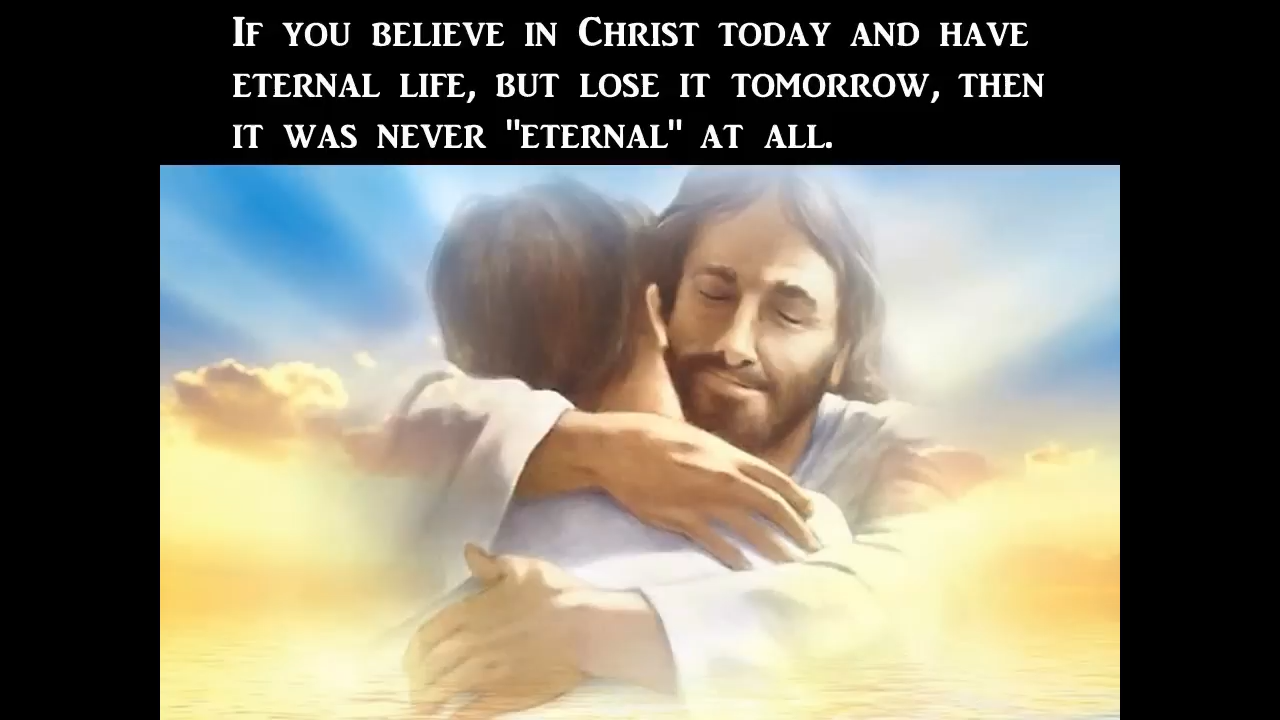 If you believe in Christ today and have
eternal life, but lose it tomorrow, then
it was never "eternal" at all.